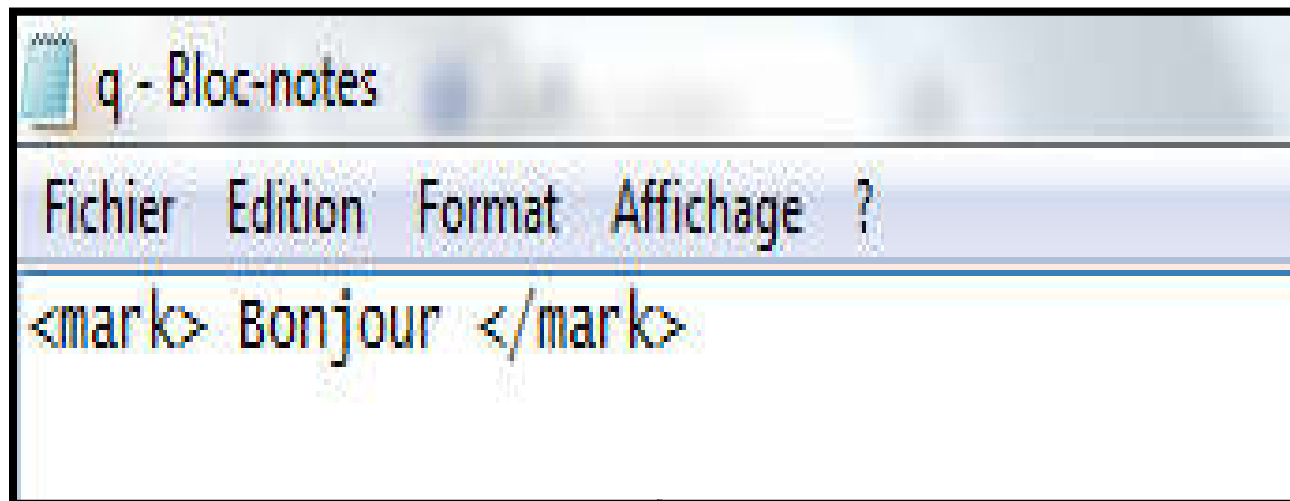 q - Bloc-notes
Fichier Edition Format Affichage ?
<mark> Bonjour </mark>